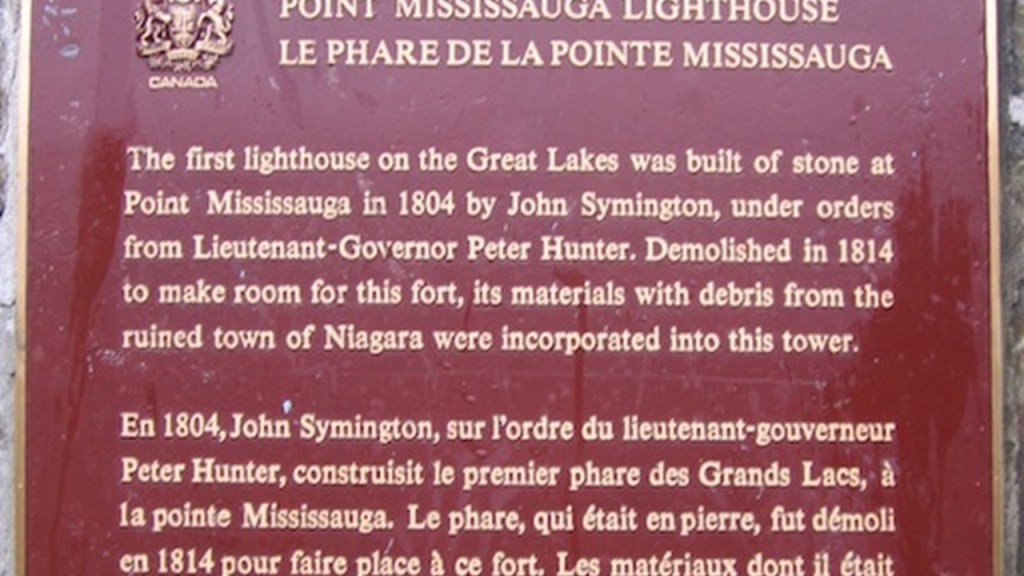 CANADA
POINT MISSISSAUGA LIGHTHOUSE
LE PHARE DE LA POINTE MISSISSAUGA
The first lighthouse on the Great Lakes was built of stone at
Point Mississauga in 1804 by John Symington, under orders
from Lieutenant-Governor Peter Hunter. Demolished in 1814
to make room for this fort, its materials with debris from the
ruined town of Niagara were incorporated into this tower.
En 1804, John Symington, sur l'ordre du lieutenant-gouverneur
Peter Hunter, construisit le premier phare des Grands Lacs, à
la pointe Mississauga. Le phare, qui était en pierre, fut démoli
en 1814 pour faire place à ce fort. Les matériaux dont il était